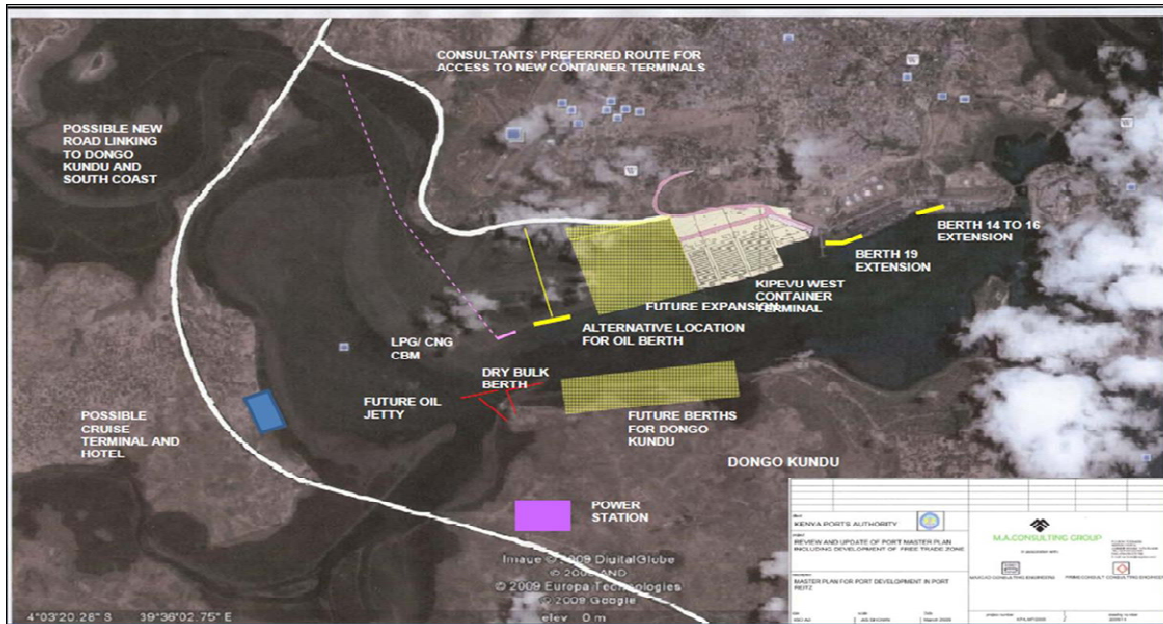 CONSULTANTS' PREFERRED ROUTE FOR
ACCESS TO NEW CONTAINER TERMINALS
POSSIBLE NEW
ROAD LINKING
TO DONGO
KUNDU AND
SOUTH COAST
BERTH 14 TO 16
EXTENSION
BERTH 19
EXTENSION
KIPEVU WEST
CONTAINER
TERMINAL
FUTURE EXPANSION
ALTERNATIVE LOCATION
FOR OIL BERTH
LPG/ CNG
CBM
DRY BULK
BERTH
FUTURE OIL
JETTY
POSSIBLE
CRUISE
TERMINAL AND
HOTEL
FUTURE BERTHS
FOR DONGO
KUNDU
DONGO KUNDU
POWER
STATION
KENYA PORT'S AUTHORITY
REVIEW AND UPDATE OF PORT MASTER PLAN
INCLUDING DEVELOPMENT OF FREE TRADE ZONE
MASTER PLAN FOR PORT DEVELOPMENT IN PORT
REITZ
March 2009
M.A.CONSULTING GROUP
Image © 2009 DigitalGlobe
© 2009 AND
© 2009 Europa Technologies
© 2009 Google
4°03'20.26" S 39°36'02.75" E
elev 0 m
W
W
W